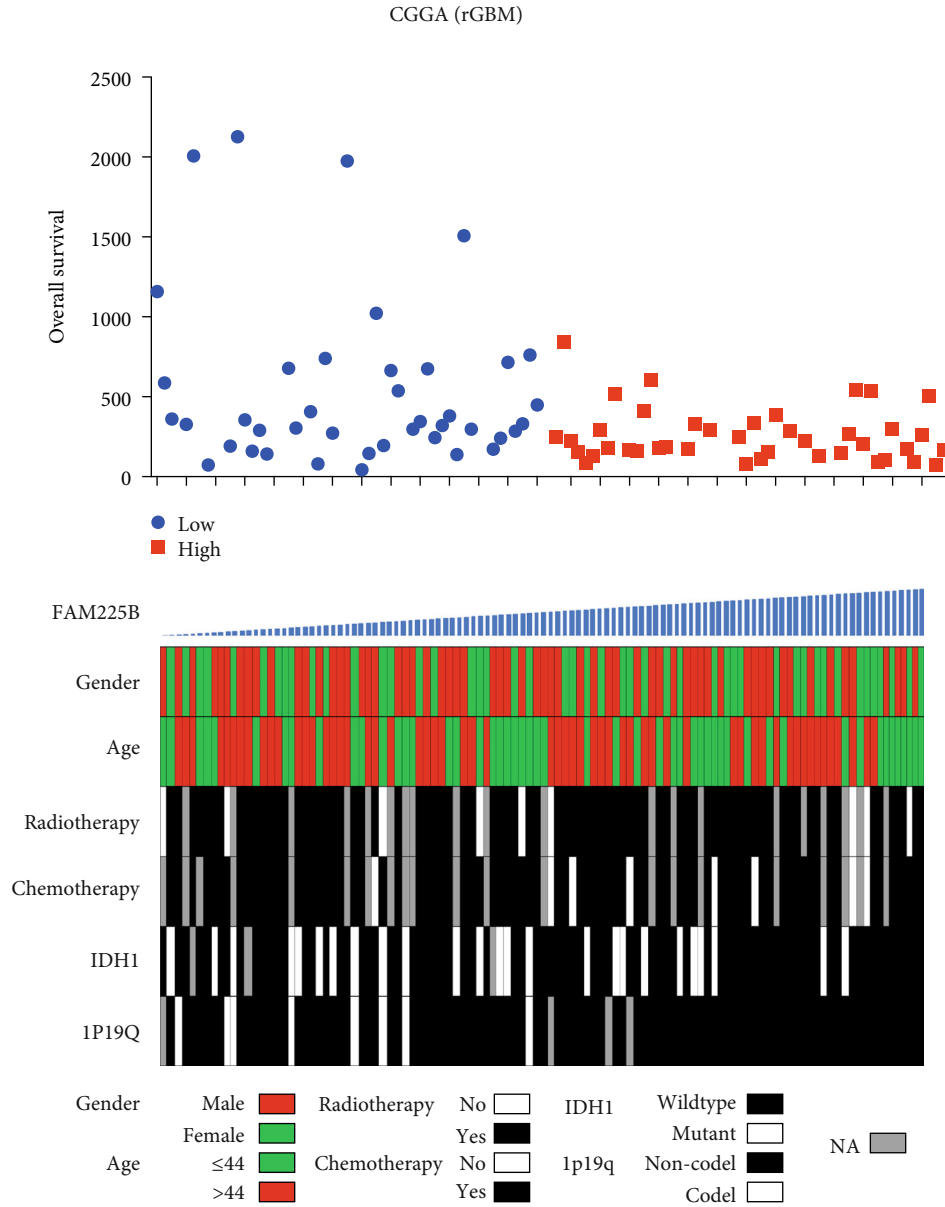 CGGA (rGBM)
2500
2000
1500
1000
500
0
Overall survival
Low
High
FAM225B
Gender
Age
Radiotherapy
Chemotherapy
IDH1
1P19Q
Gender Male Radiotherapy No IDH1 Wildtype
Female Yes Mutant NA
Age ≤44 Chemotherapy No 1p19q Non-codel
>44 Yes Codel